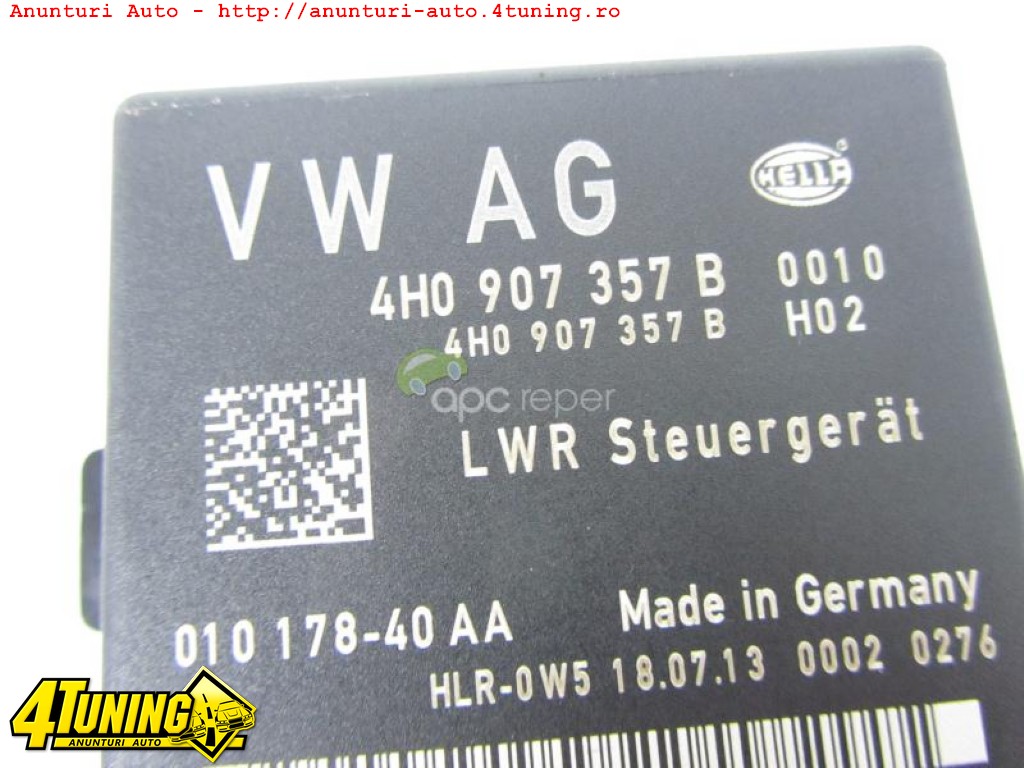 Anunturi Auto - http://anunturi-auto.4tuning.ro
VW AG
HELLA
4H0 907 357 B 0010
4H0 907 357 B H02
apc reper
LWR Steuergerät
010 178-40 AA Made in Germany
HLR-0W5 18.07.13 0002 0276
4TUNING
ANUNTURI AUTO